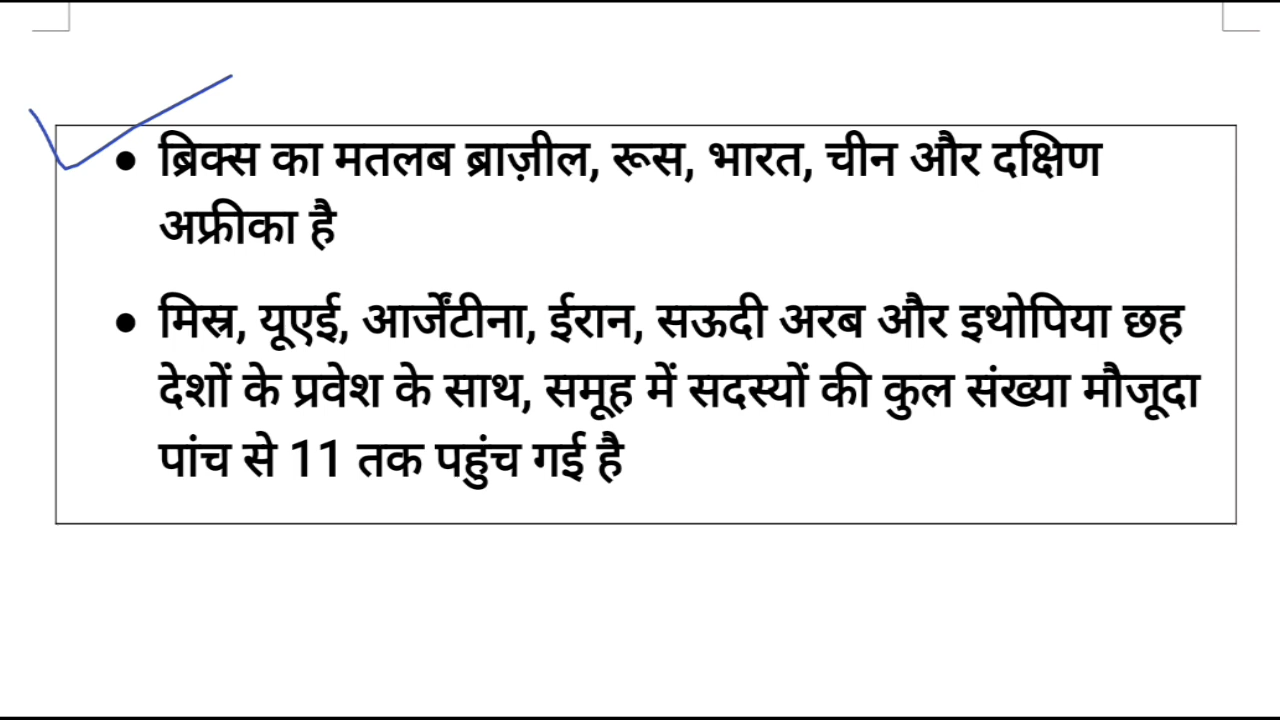 • ब्रिक्स का मतलब ब्राज़ील, रूस, भारत, चीन और दक्षिण
अफ्रीका है
• मिस्र, यूएई, आर्जेंटीना, ईरान, सऊदी अरब और इथोपिया छह
देशों के प्रवेश के साथ, समूह में सदस्यों की कुल संख्या मौजूदा
पांच से 11 तक पहुंच गई है